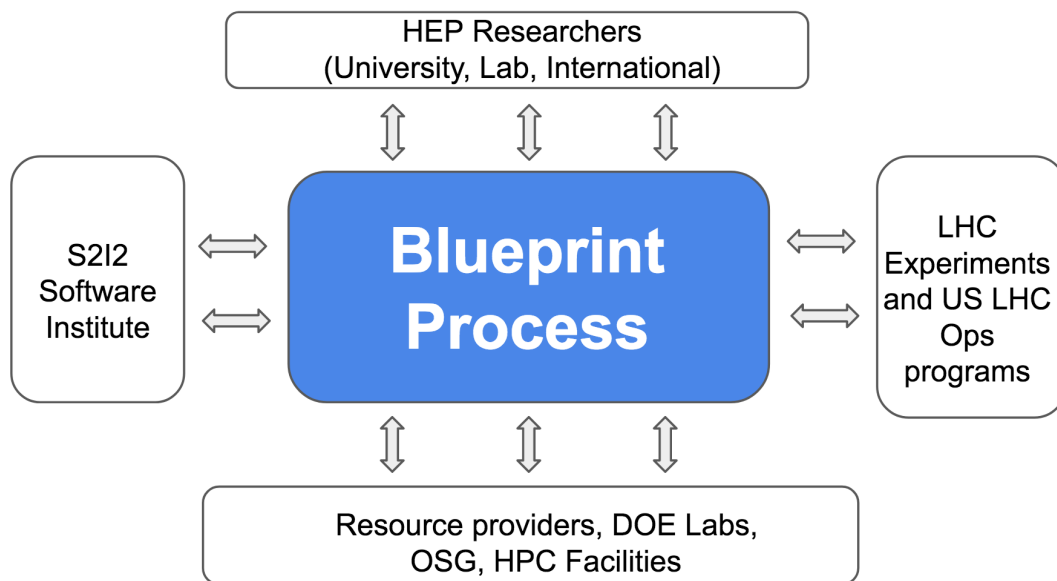 HEP Researchers
(University, Lab, International)
S2I2
Software
Institute
Blueprint
Process
LHC
Experiments
and US LHC
Ops
programs
Resource providers, DOE Labs,
OSG, HPC Facilities